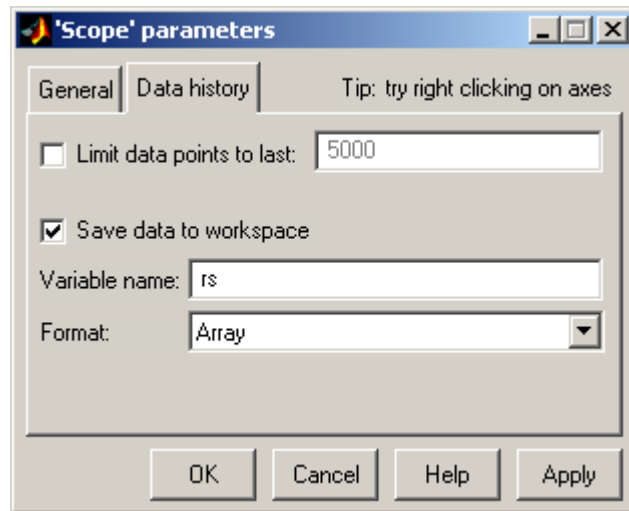 'Scope' parameters
General Data history Tip: try right clicking on axes
Limit data points to last: 5000
Save data to workspace
Variable name: rs
Format: Array
OK Cancel Help Apply